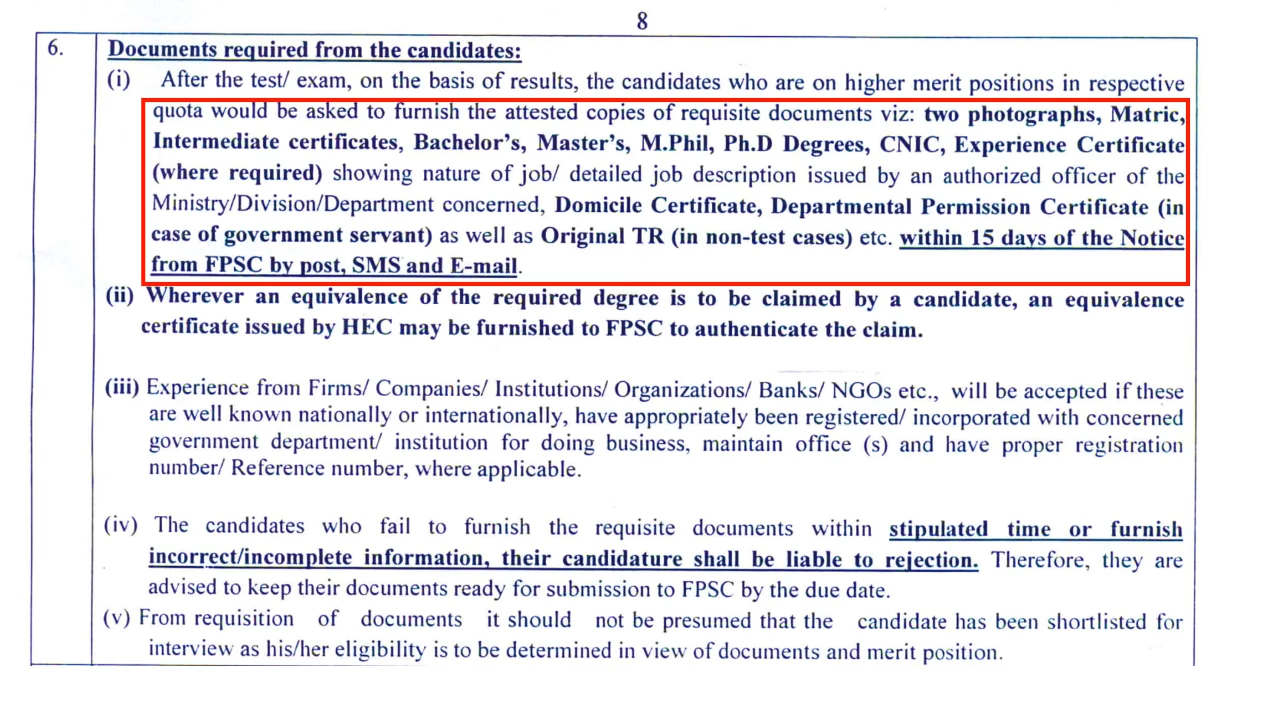 8
6. Documents required from the candidates:
(i) After the test/ exam, on the basis of results, the candidates who are on higher merit positions in respective
quota would be asked to furnish the attested copies of requisite documents viz: two photographs, Matric,
Intermediate certificates, Bachelor's, Master's, M.Phil, Ph.D Degrees, CNIC, Experience Certificate
(where required) showing nature of job/ detailed job description issued by an authorized officer of the
Ministry/Division/Department concerned, Domicile Certificate, Departmental Permission Certificate (in
case of government servant) as well as Original TR (in non-test cases) etc. within 15 days of the Notice
from FPSC by post, SMS and E-mail.
(ii) Wherever an equivalence of the required degree is to be claimed by a candidate, an equivalence
certificate issued by HEC may be furnished to FPSC to authenticate the claim.
(iii) Experience from Firms/ Companies/ Institutions/ Organizations/ Banks/ NGOs etc., will be accepted if these
are well known nationally or internationally, have appropriately been registered/ incorporated with concerned
government department/ institution for doing business, maintain office (s) and have proper registration
number/ Reference number, where applicable.
(iv) The candidates who fail to furnish the requisite documents within stipulated time or furnish
incorrect/incomplete information, their candidature shall be liable to rejection. Therefore, they are
advised to keep their documents ready for submission to FPSC by the due date.
(v) From requisition of documents it should not be presumed that the candidate has been shortlisted for
interview as his/her eligibility is to be determined in view of documents and merit position.